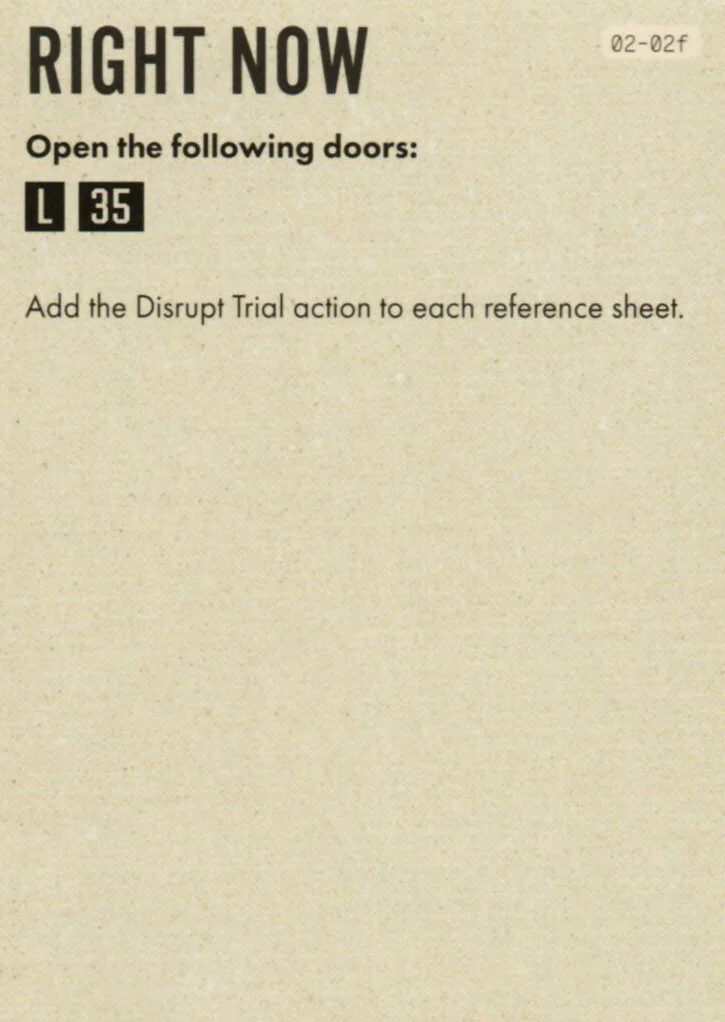 RIGHT NOW
02-02f
Open the following doors:
L 35
Add the Disrupt Trial action to each reference sheet.